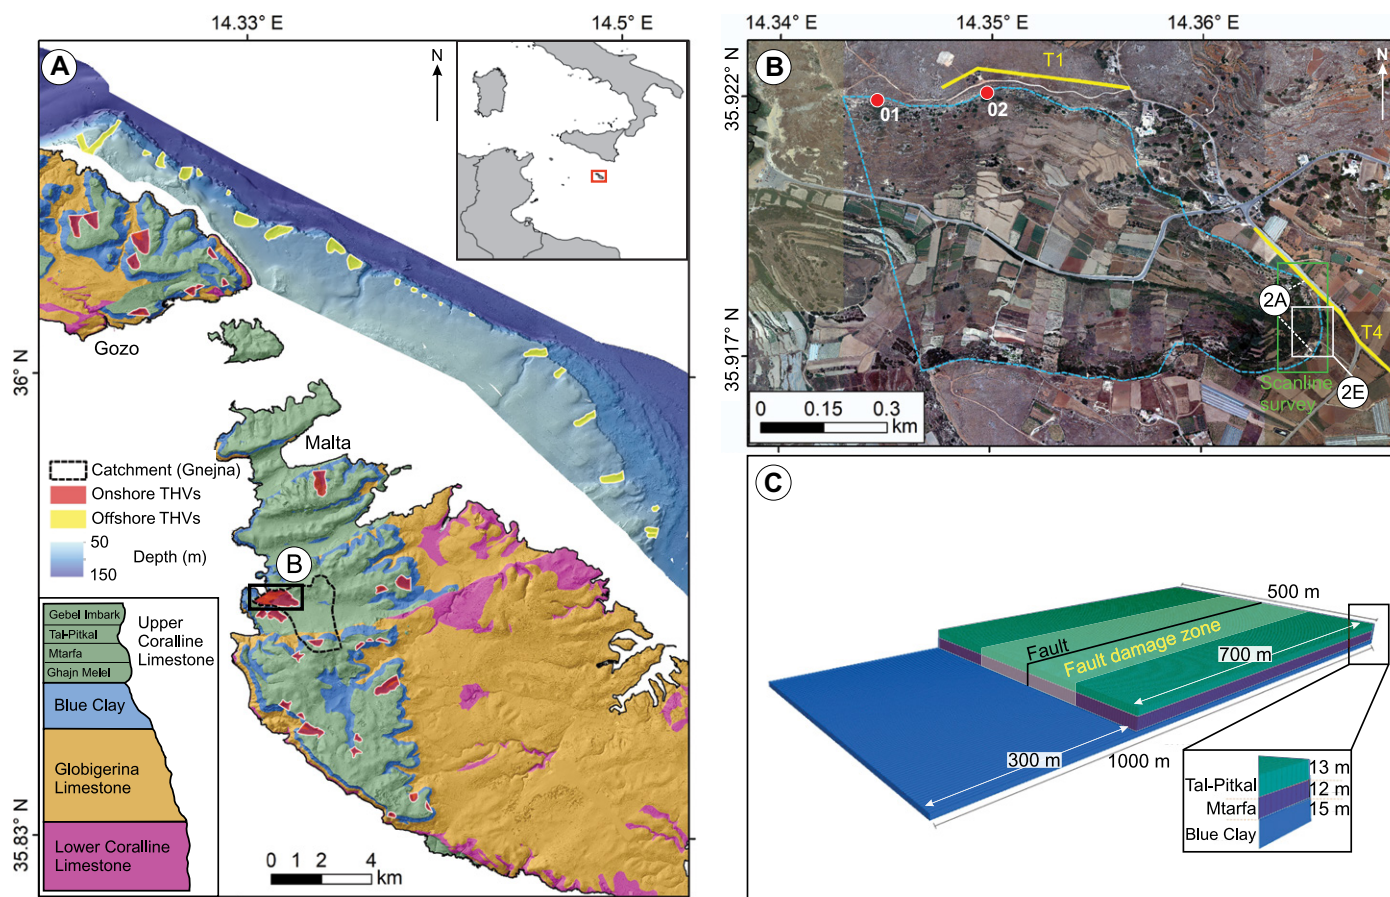 14.33° E
14.5° E
A
N
Gozo
36° N
Malta
Catchment (Gnejna)
Onshore THVs
Offshore THVs
50
Depth (m)
150
B
Gebel Imbark
Tal-Pitkal
Mtarfa
Ghajn Melel
Upper
Coralline
Limestone
Blue Clay
Globigerina
Limestone
Lower Coralline
Limestone
35.83° N
0 1 2 4
km
14.34° E
14.35° E
14.36° E
B
N
T1
01
02
35.922° N
2A
T4
35.917° N
Scanline
survey
2E
0 0.15 0.3
km
C
500 m
Fault
Fault damage zone
700 m
300 m
1000 m
Tal-Pitkal
13 m
Mtarfa
12 m
Blue Clay
15 m